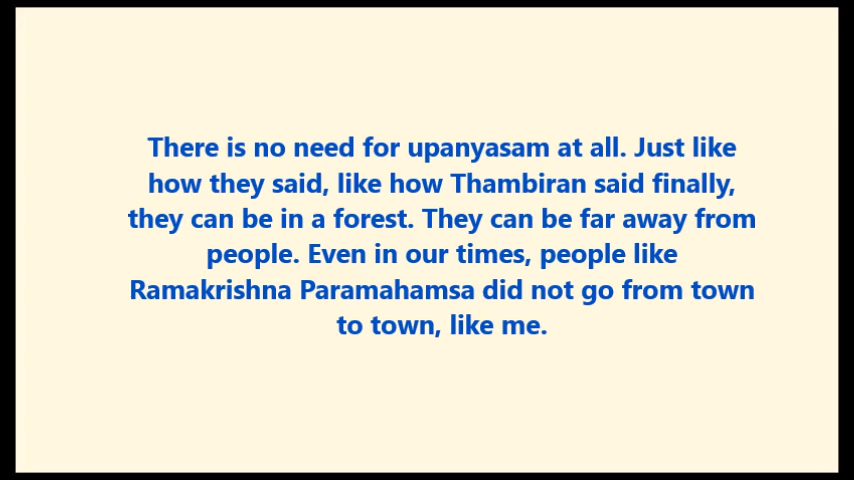 There is no need for upanyasam at all. Just like
how they said, like how Thambiran said finally,
they can be in a forest. They can be far away from
people. Even in our times, people like
Ramakrishna Paramahamsa did not go from town
to town, like me.